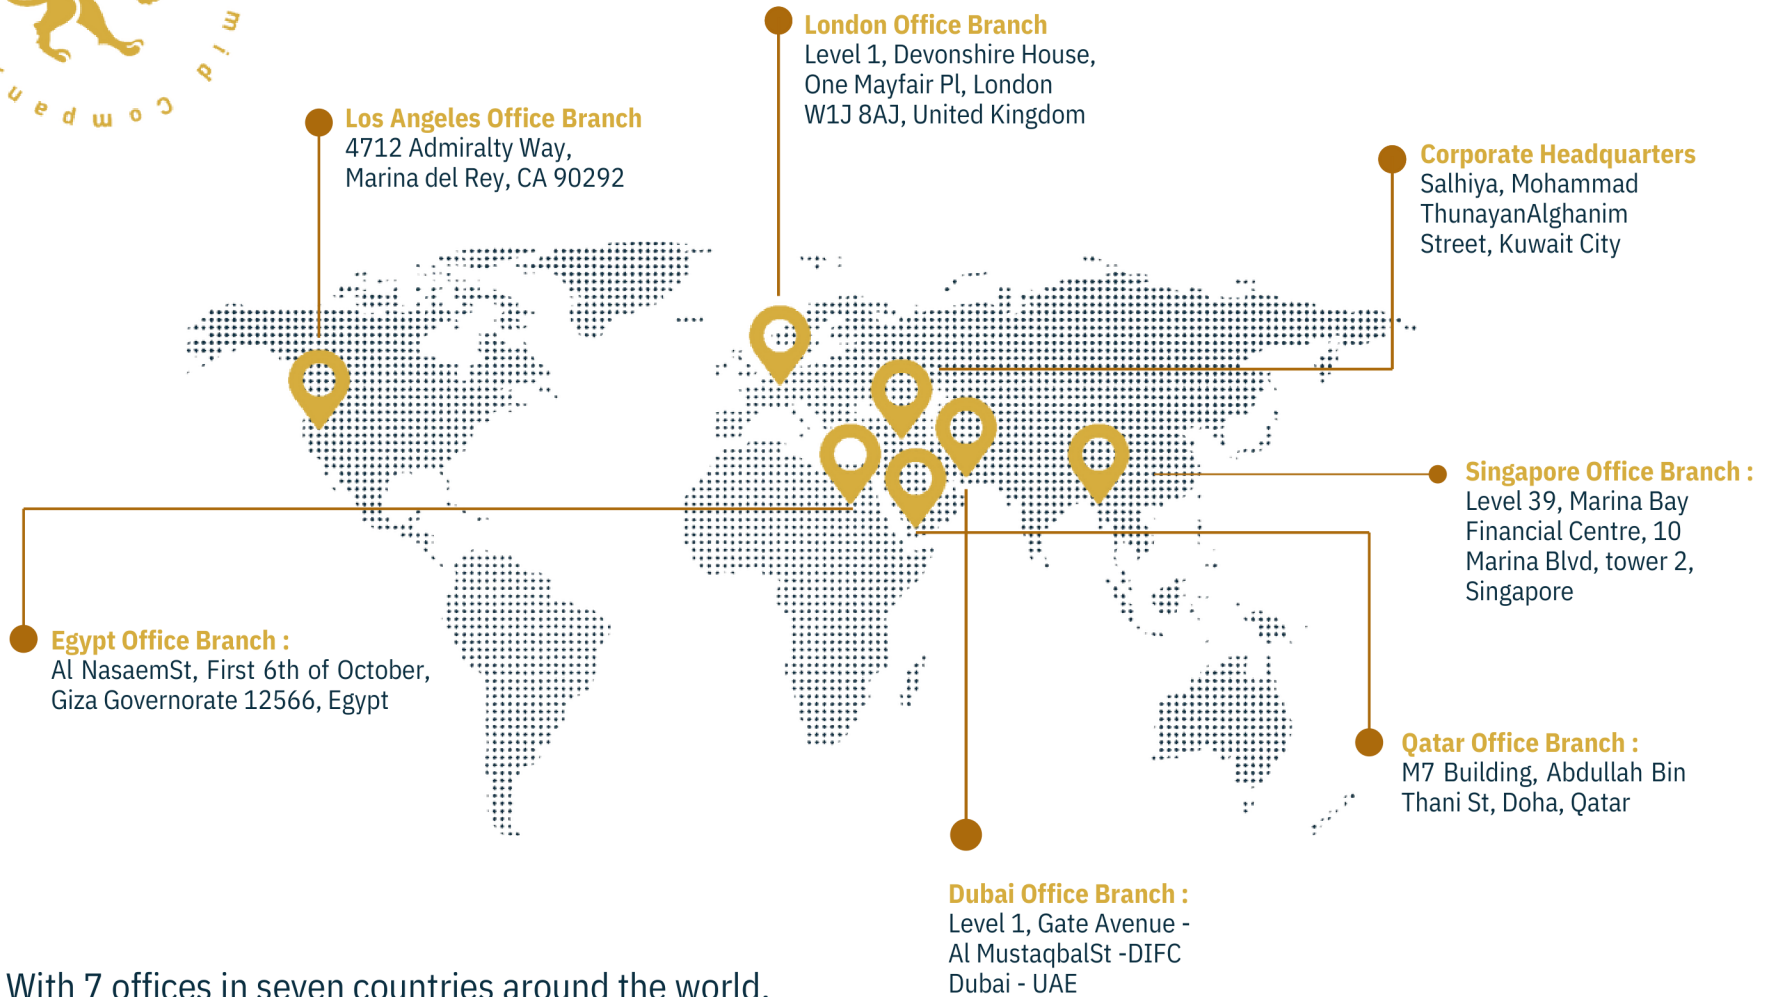 mid Compan
London Office Branch
Level 1, Devonshire House,
One Mayfair Pl, London
W1J 8AJ, United Kingdom
Los Angeles Office Branch
4712 Admiralty Way,
Marina del Rey, CA 90292
Corporate Headquarters
Salhiya, Mohammad
ThunayanAlghanim
Street, Kuwait City
Singapore Office Branch :
Level 39, Marina Bay
Financial Centre, 10
Marina Blvd, tower 2,
Singapore
Egypt Office Branch :
Al NasaemSt, First 6th of October,
Giza Governorate 12566, Egypt
Qatar Office Branch :
M7 Building, Abdullah Bin
Thani St, Doha, Qatar
Dubai Office Branch :
Level 1, Gate Avenue -
Al MustaqbalSt -DIFC
Dubai - UAE
With 7 offices in seven countries around the world,